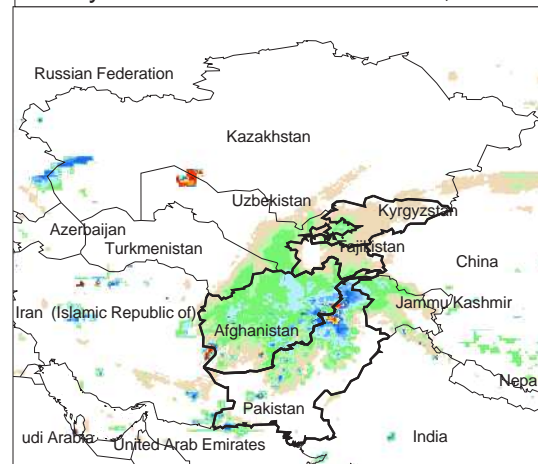 Russian Federation
Kazakhstan
Uzbekistan
Kyrgyzstan
Azerbaijan
Turkmenistan
Tajikistan
China
Iran (Islamic Republic of)
Jammu Kashmir
Afghanistan
Nepa
Pakistan
udi Arabia
United Arab Emirates
India